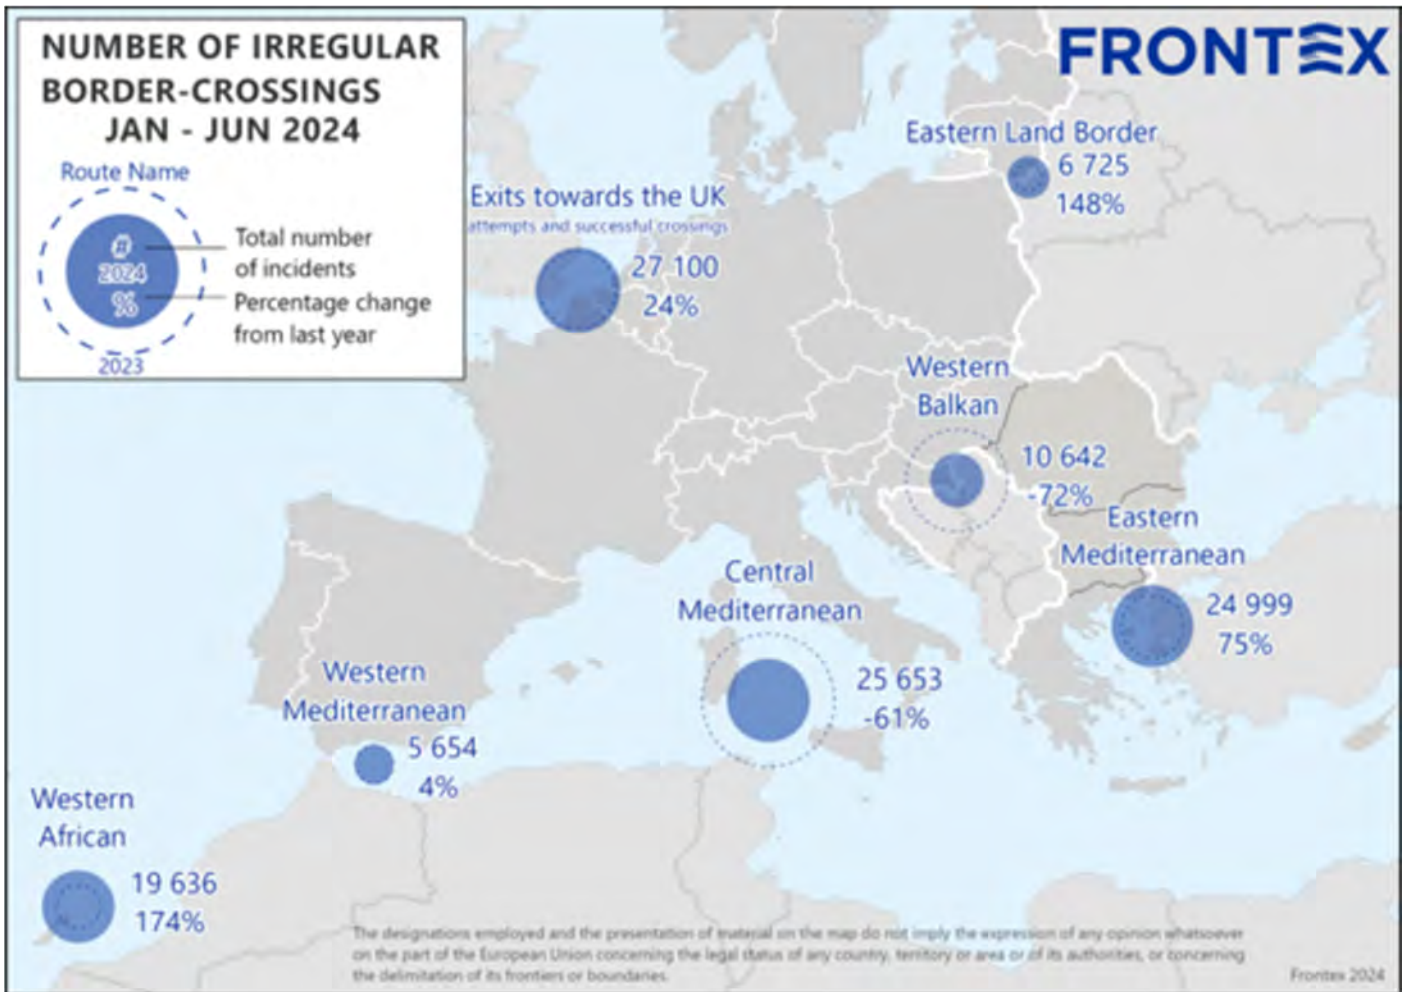 NUMBER OF IRREGULAR
BORDER-CROSSINGS
JAN - JUN 2024
Route Name
#
2024
%
Total number
of incidents
Percentage change
from last year
2023
FRONTEX
Eastern Land Border
6 725
148%
Exits towards the UK
attempts and successful crossings
27 100
24%
Western
Balkan
10 642
-72%
Eastern
Mediterranean
24 999
75%
Central
Mediterranean
25 653
-61%
Western
Mediterranean
5 654
4%
Western
African
19 636
174%
The designations employed and the presentation of material on the map do not imply the expression of any opinion whatsoever
on the part of the European Union concerning the legal status of any country, territory or area or of its authorities, or concerning
the delimitation of its frontiers or boundaries.
Frontex 2024